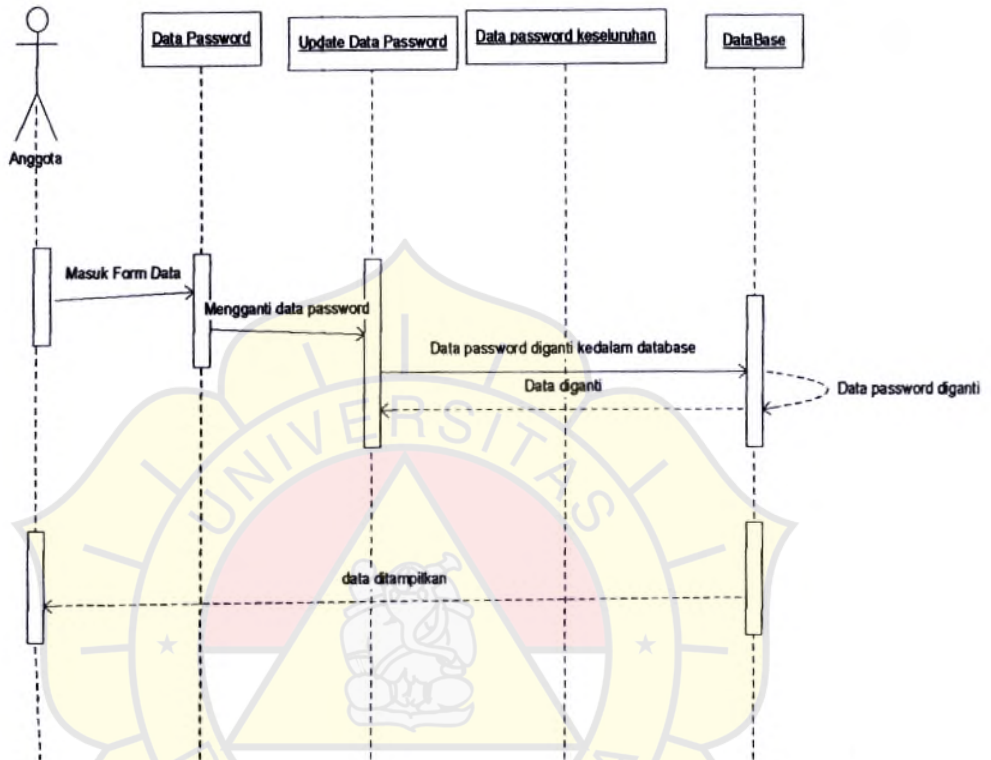 Data Password
Update Data Password
Data password keseluruhan
DataBase
Anggota
Masuk Form Data
Mengganti data password
Data password diganti kedalam database
Data diganti
Data password diganti
data ditampilkan
UNIVERSITAS